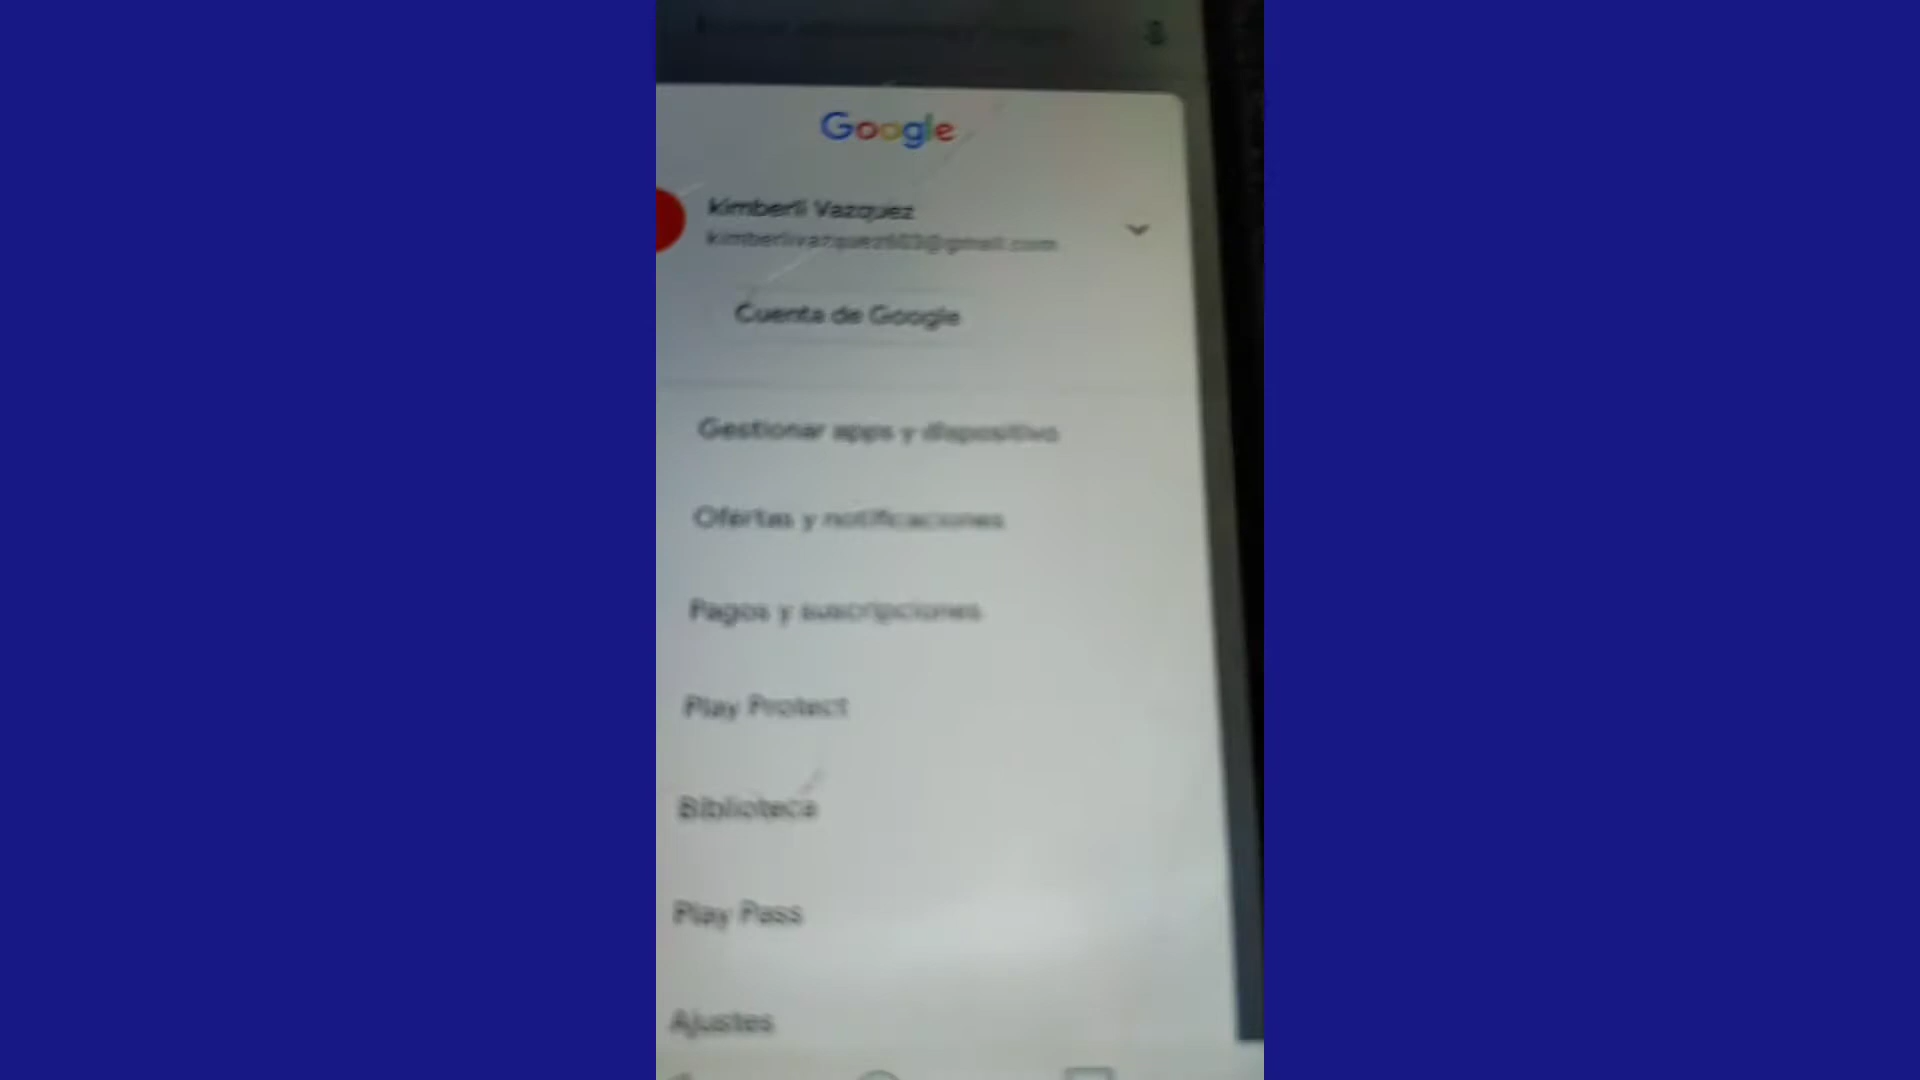 Google
kimberli Vazquez
Cuenta de Google
Gestionar apps y dispositivo
Ofertas y notificaciones
Pagos y suscripciones
Play Protect
Biblioteca
Play Pass
Ajustes